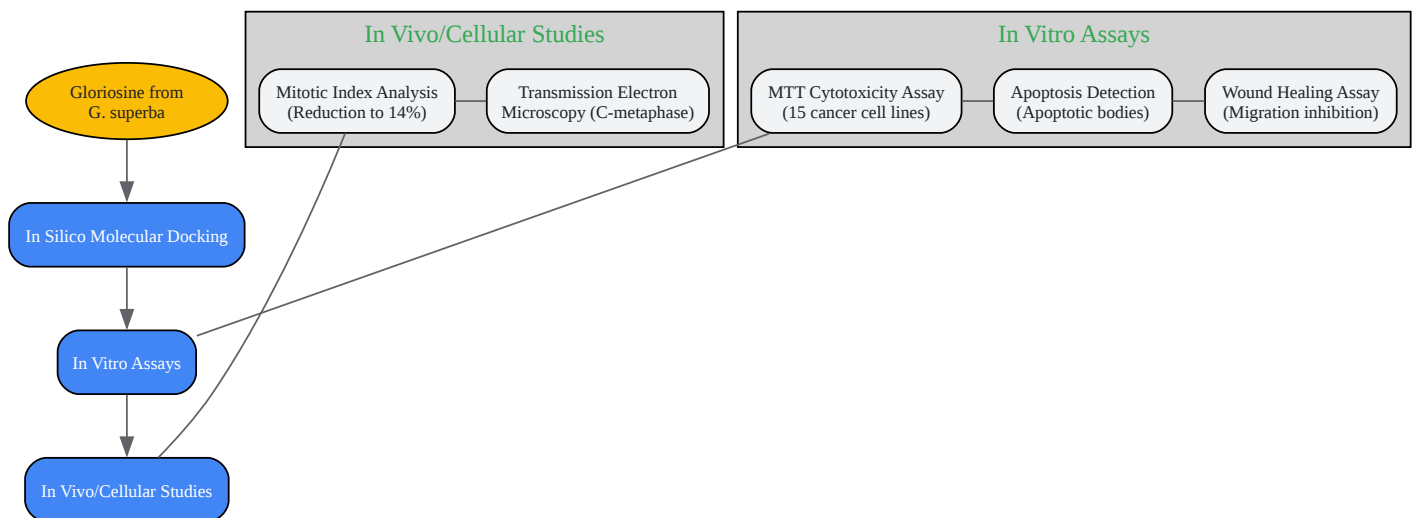 In Vivo/Cellular Studies
Mitotic Index Analysis
(Reduction to 14%)
Transmission Electron
Microscopy (C-metaphase)
In Vitro Assays
MTT Cytotoxicity Assay
(15 cancer cell lines)
Apoptosis Detection
(Apoptotic bodies)
Wound Healing Assay
(Migration inhibition)
Gloriosine from
G. superba
In Silico Molecular Docking
In Vitro Assays
In Vivo/Cellular Studies